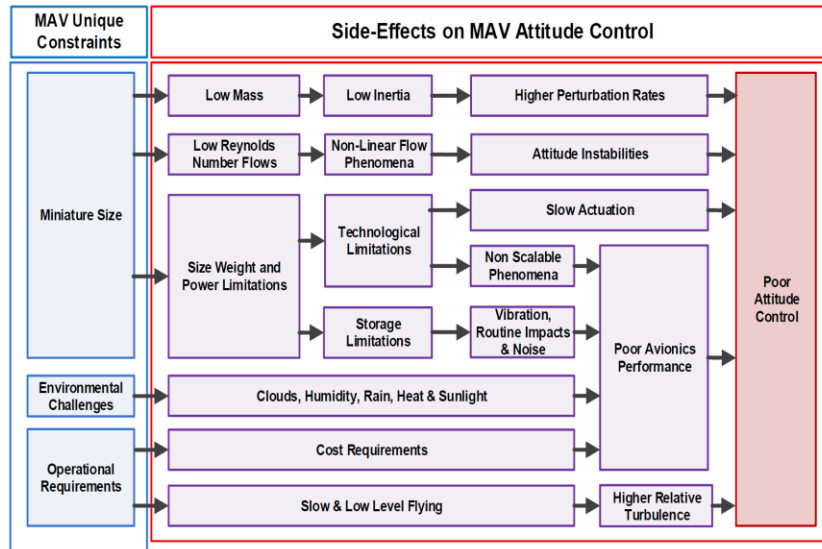 MAV Unique
Constraints
Side-Effects on MAV Attitude Control
Miniature Size
Low Mass
Low Inertia
Higher Perturbation Rates
Low Reynolds
Number Flows
Non-Linear Flow
Phenomena
Attitude Instabilities
Size Weight and
Power Limitations
Technological
Limitations
Slow Actuation
Non Scalable
Phenomena
Storage
Limitations
Vibration,
Routine Impacts
& Noise
Poor Avionics
Performance
Poor
Attitude
Control
Environmental
Challenges
Clouds, Humidity, Rain, Heat & Sunlight
Operational
Requirements
Cost Requirements
Slow & Low Level Flying
Higher Relative
Turbulence